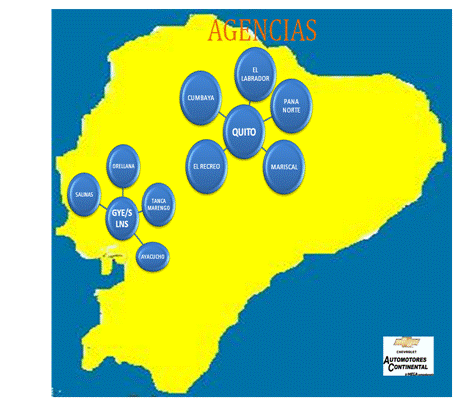 AGENCIAS
EL
LABRADOR
CUMBAYA
PANA
NORTE
QUITO
EL RECREO
MARISCAL
ORELLANA
SALINAS
TANCA
MARENGO
GYE/S
LNS
AYACUCHO
CHEVROLET
AUTOMOTORES
CONTINENTAL